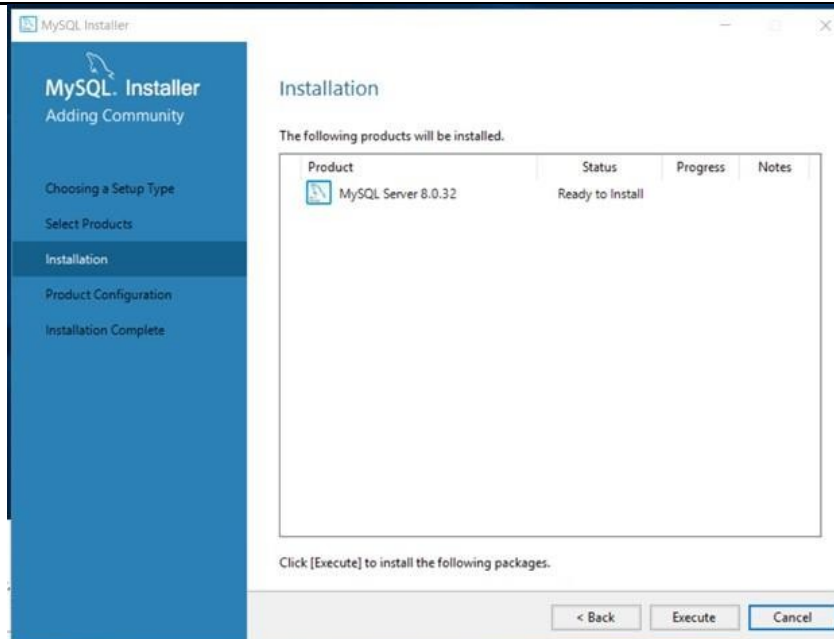 MySQL Installer
MySQL. Installer
Adding Community
Choosing a Setup Type
Select Products
Installation
Product Configuration
Installation Complete
Installation
The following products will be installed.
Product Status Progress Notes
MySQL Server 8.0.32 Ready to Install
Click [Execute] to install the following packages.
< Back Execute Cancel